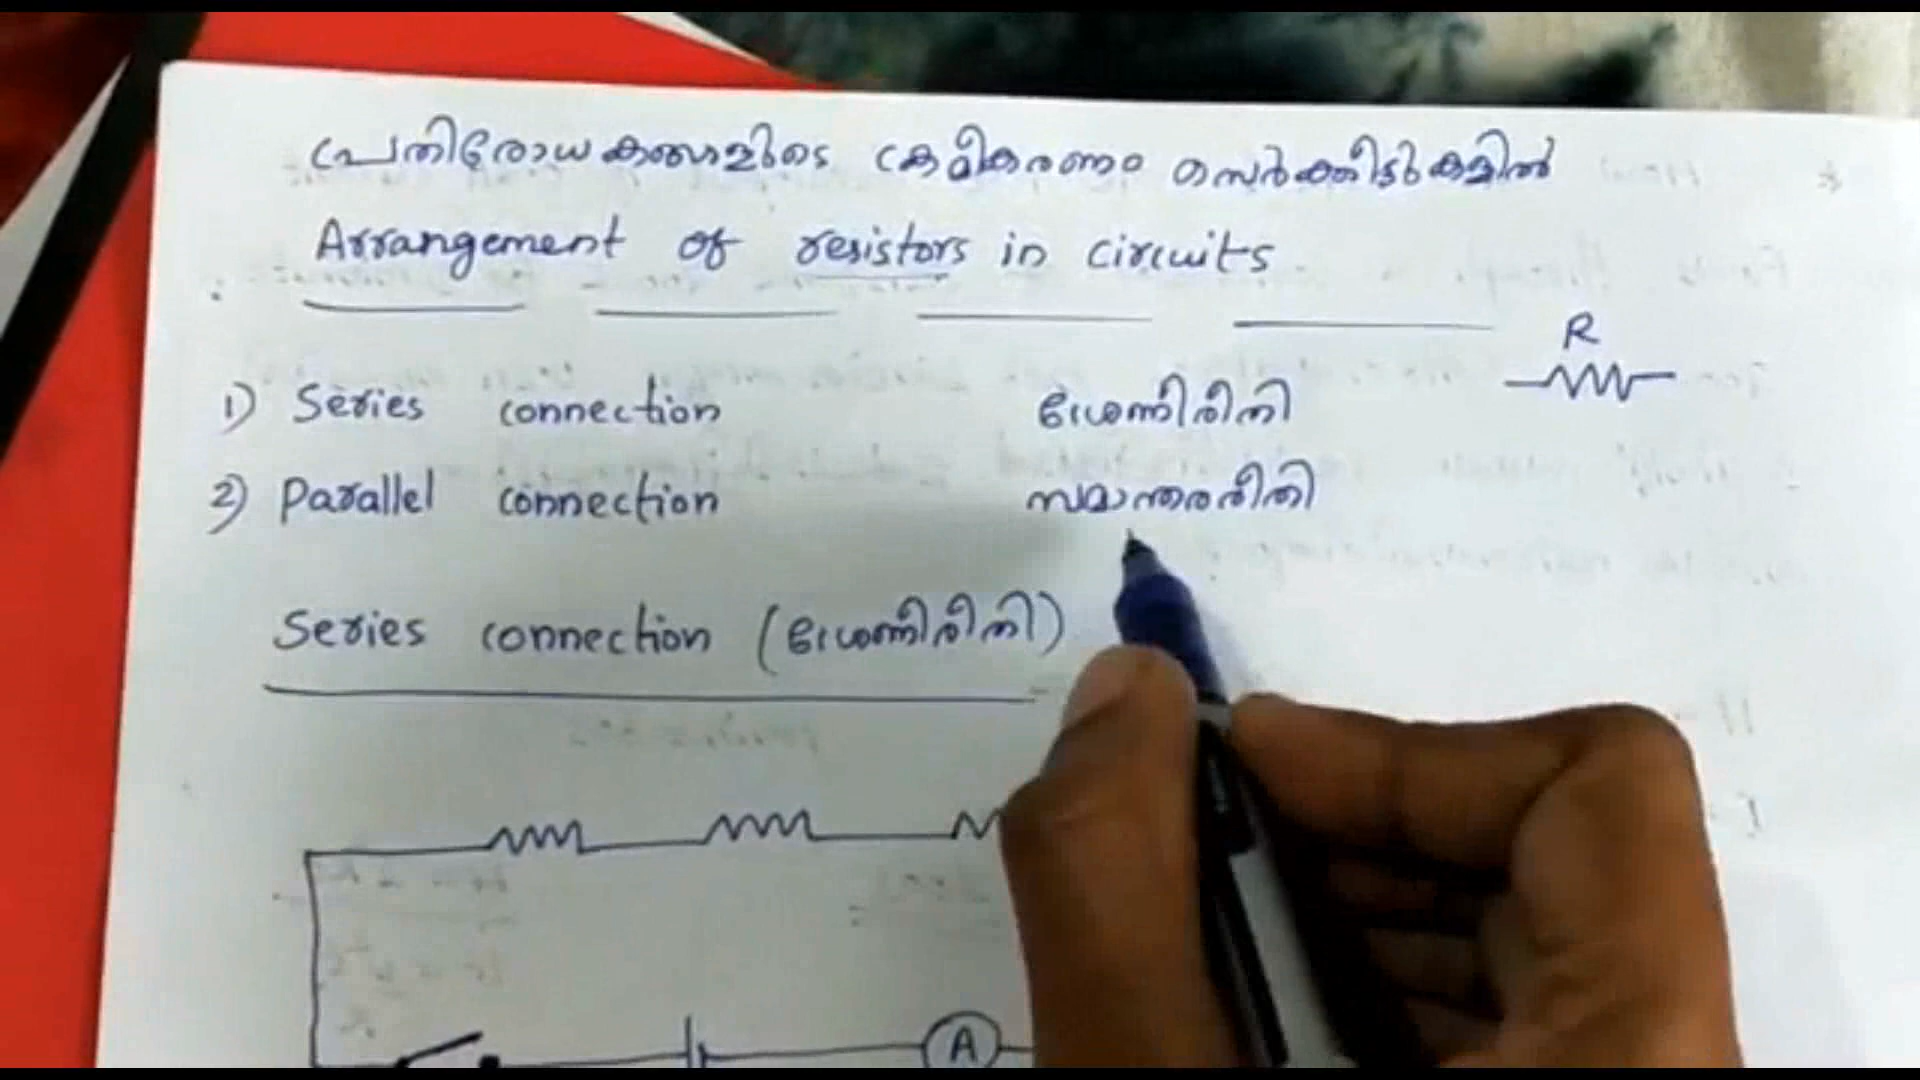 പ്രതിരോധകങ്ങളുടെ ക്രമീകരണം സെർക്കീട്ടുകളിൽ
Arrangement of resistors in circuits
R
1) Series connection ശ്രേണീരീതി
2) Parallel connection സമാന്തരരീതി
Series connection (ശ്രേണീരീതി)
A